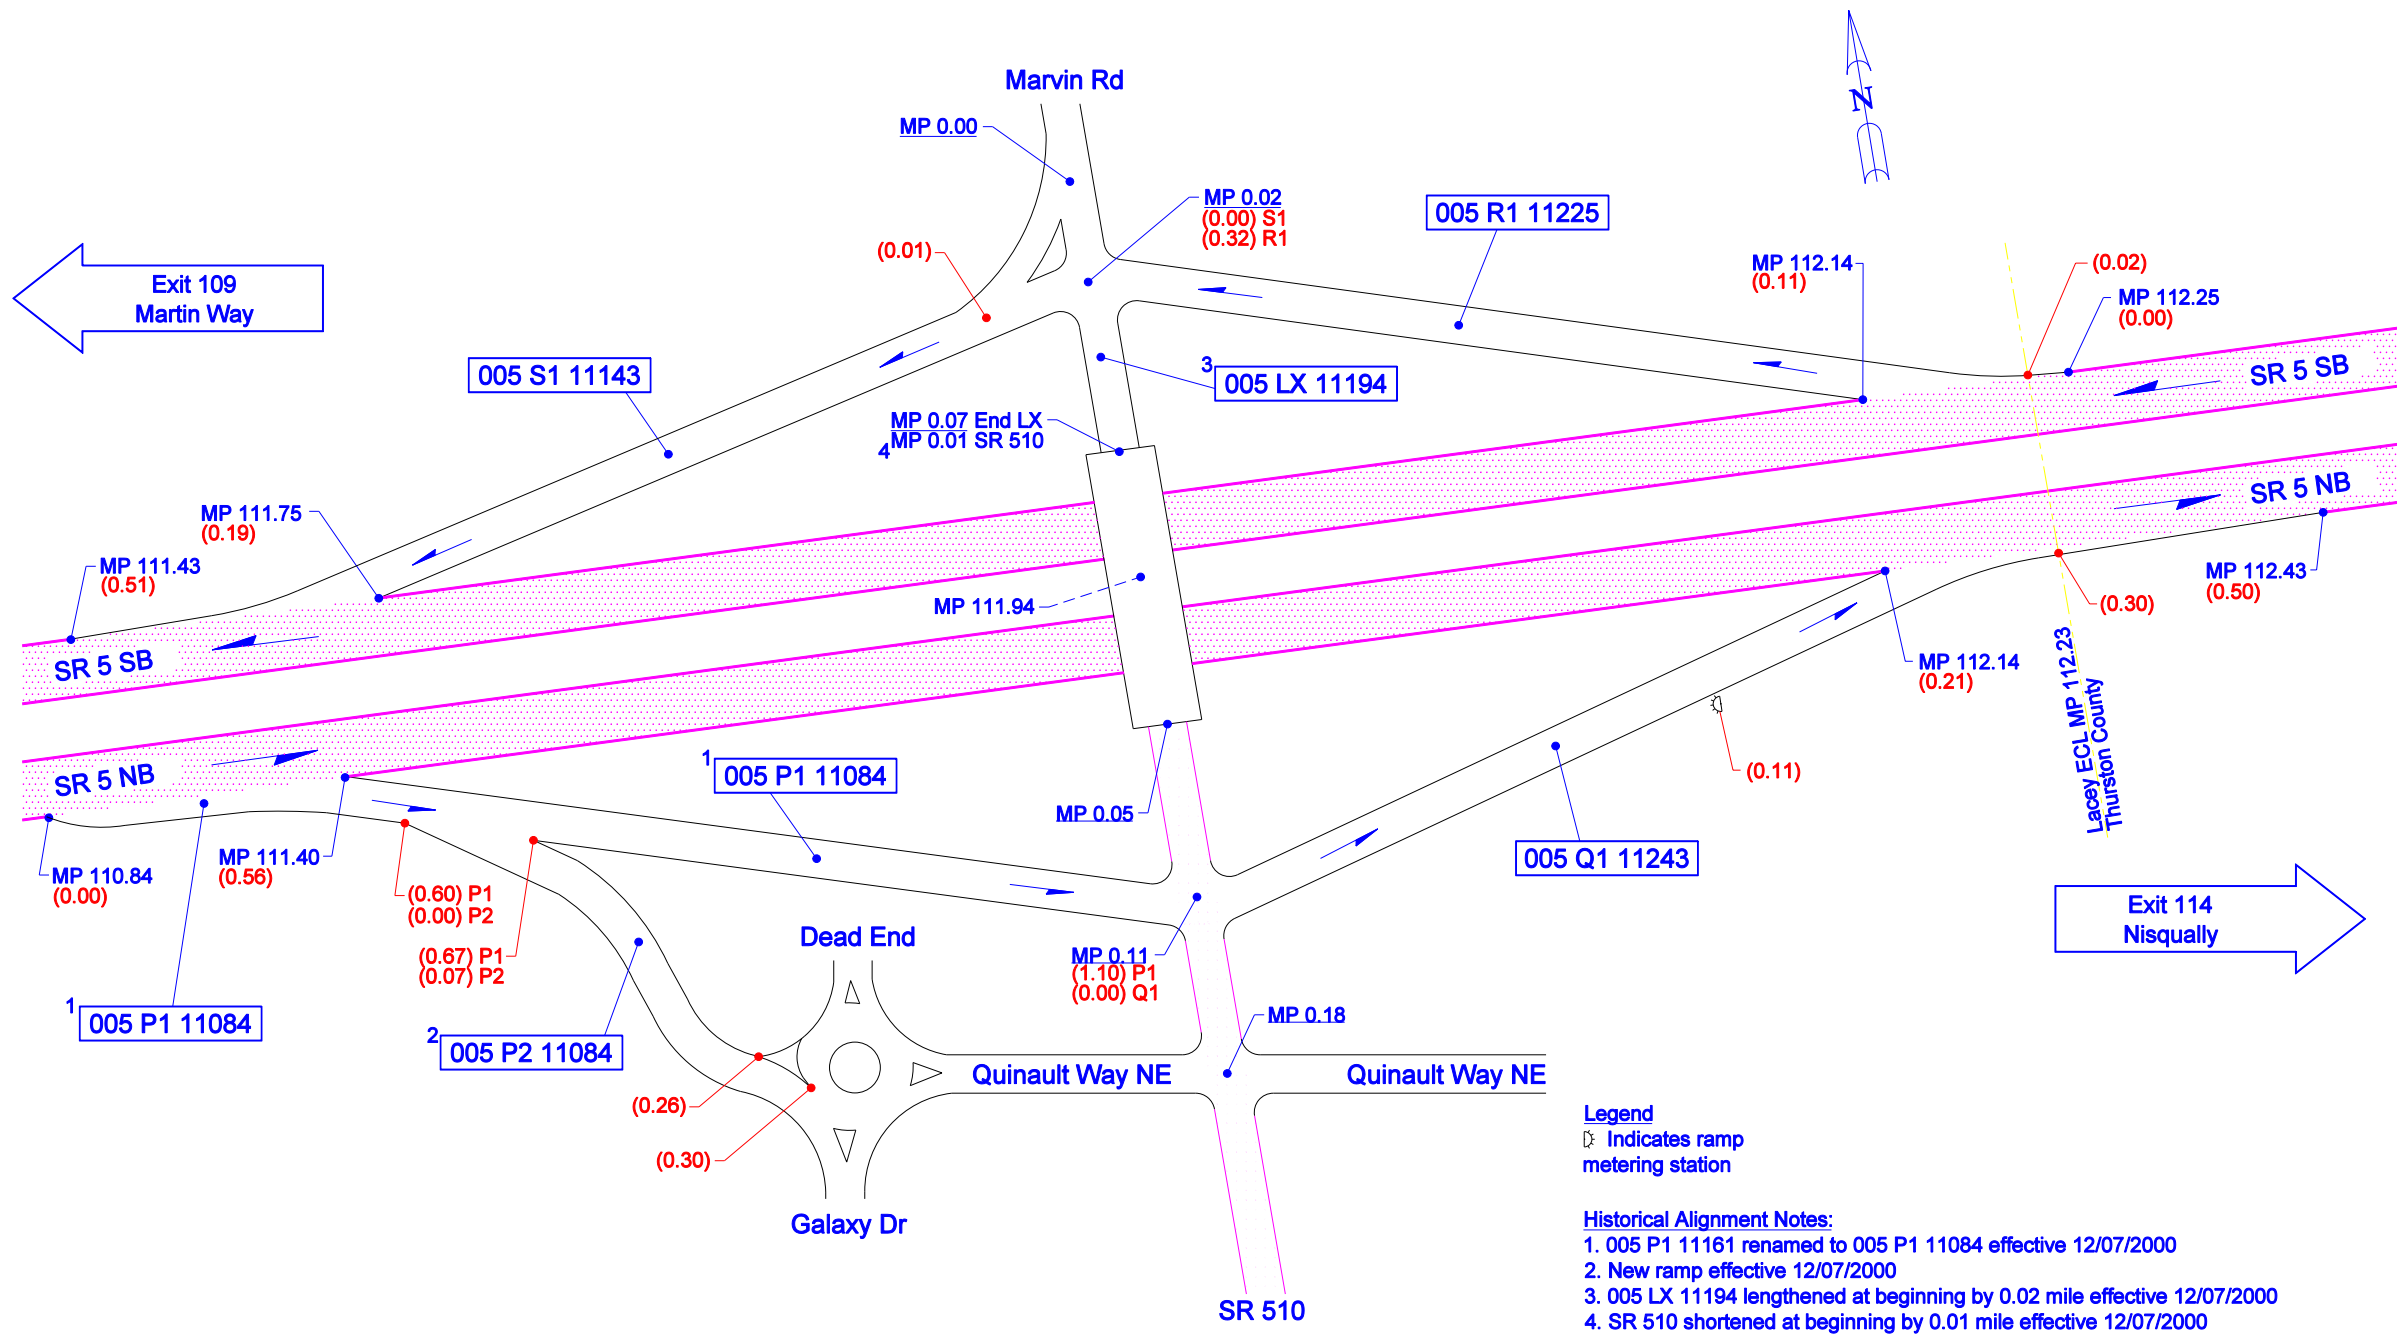 Marvin Rd
MP 0.00
N
MP 0.02
(0.00) S1
(0.32) R1
005 R1 11225
(0.01)
MP 112.14
(0.11)
(0.02)
MP 112.25
(0.00)
Exit 109
Martin Way
005 S1 11143
3
005 LX 11194
SR 5 SB
MP 0.07 End LX
4 MP 0.01 SR 510
SR 5 NB
MP 111.75
(0.19)
MP 111.43
(0.51)
MP 111.94
MP 112.43
(0.50)
(0.30)
SR 5 SB
MP 112.14
(0.21)
Lacey ECL MP 112.23
Thurston County
SR 5 NB
1
005 P1 11084
(0.11)
MP 0.05
MP 111.40
(0.56)
005 Q1 11243
MP 110.84
(0.00)
(0.60) P1
(0.00) P2
Exit 114
Nisqually
Dead End
(0.67) P1
(0.07) P2
MP 0.11
(1.10) P1
(0.00) Q1
1
005 P1 11084
2
005 P2 11084
MP 0.18
Quinault Way NE
Quinault Way NE
(0.26)
(0.30)
Galaxy Dr
SR 510
Legend
Indicates ramp
metering station
Historical Alignment Notes:
1. 005 P1 11161 renamed to 005 P1 11084 effective 12/07/2000
2. New ramp effective 12/07/2000
3. 005 LX 11194 lengthened at beginning by 0.02 mile effective 12/07/2000
4. SR 510 shortened at beginning by 0.01 mile effective 12/07/2000